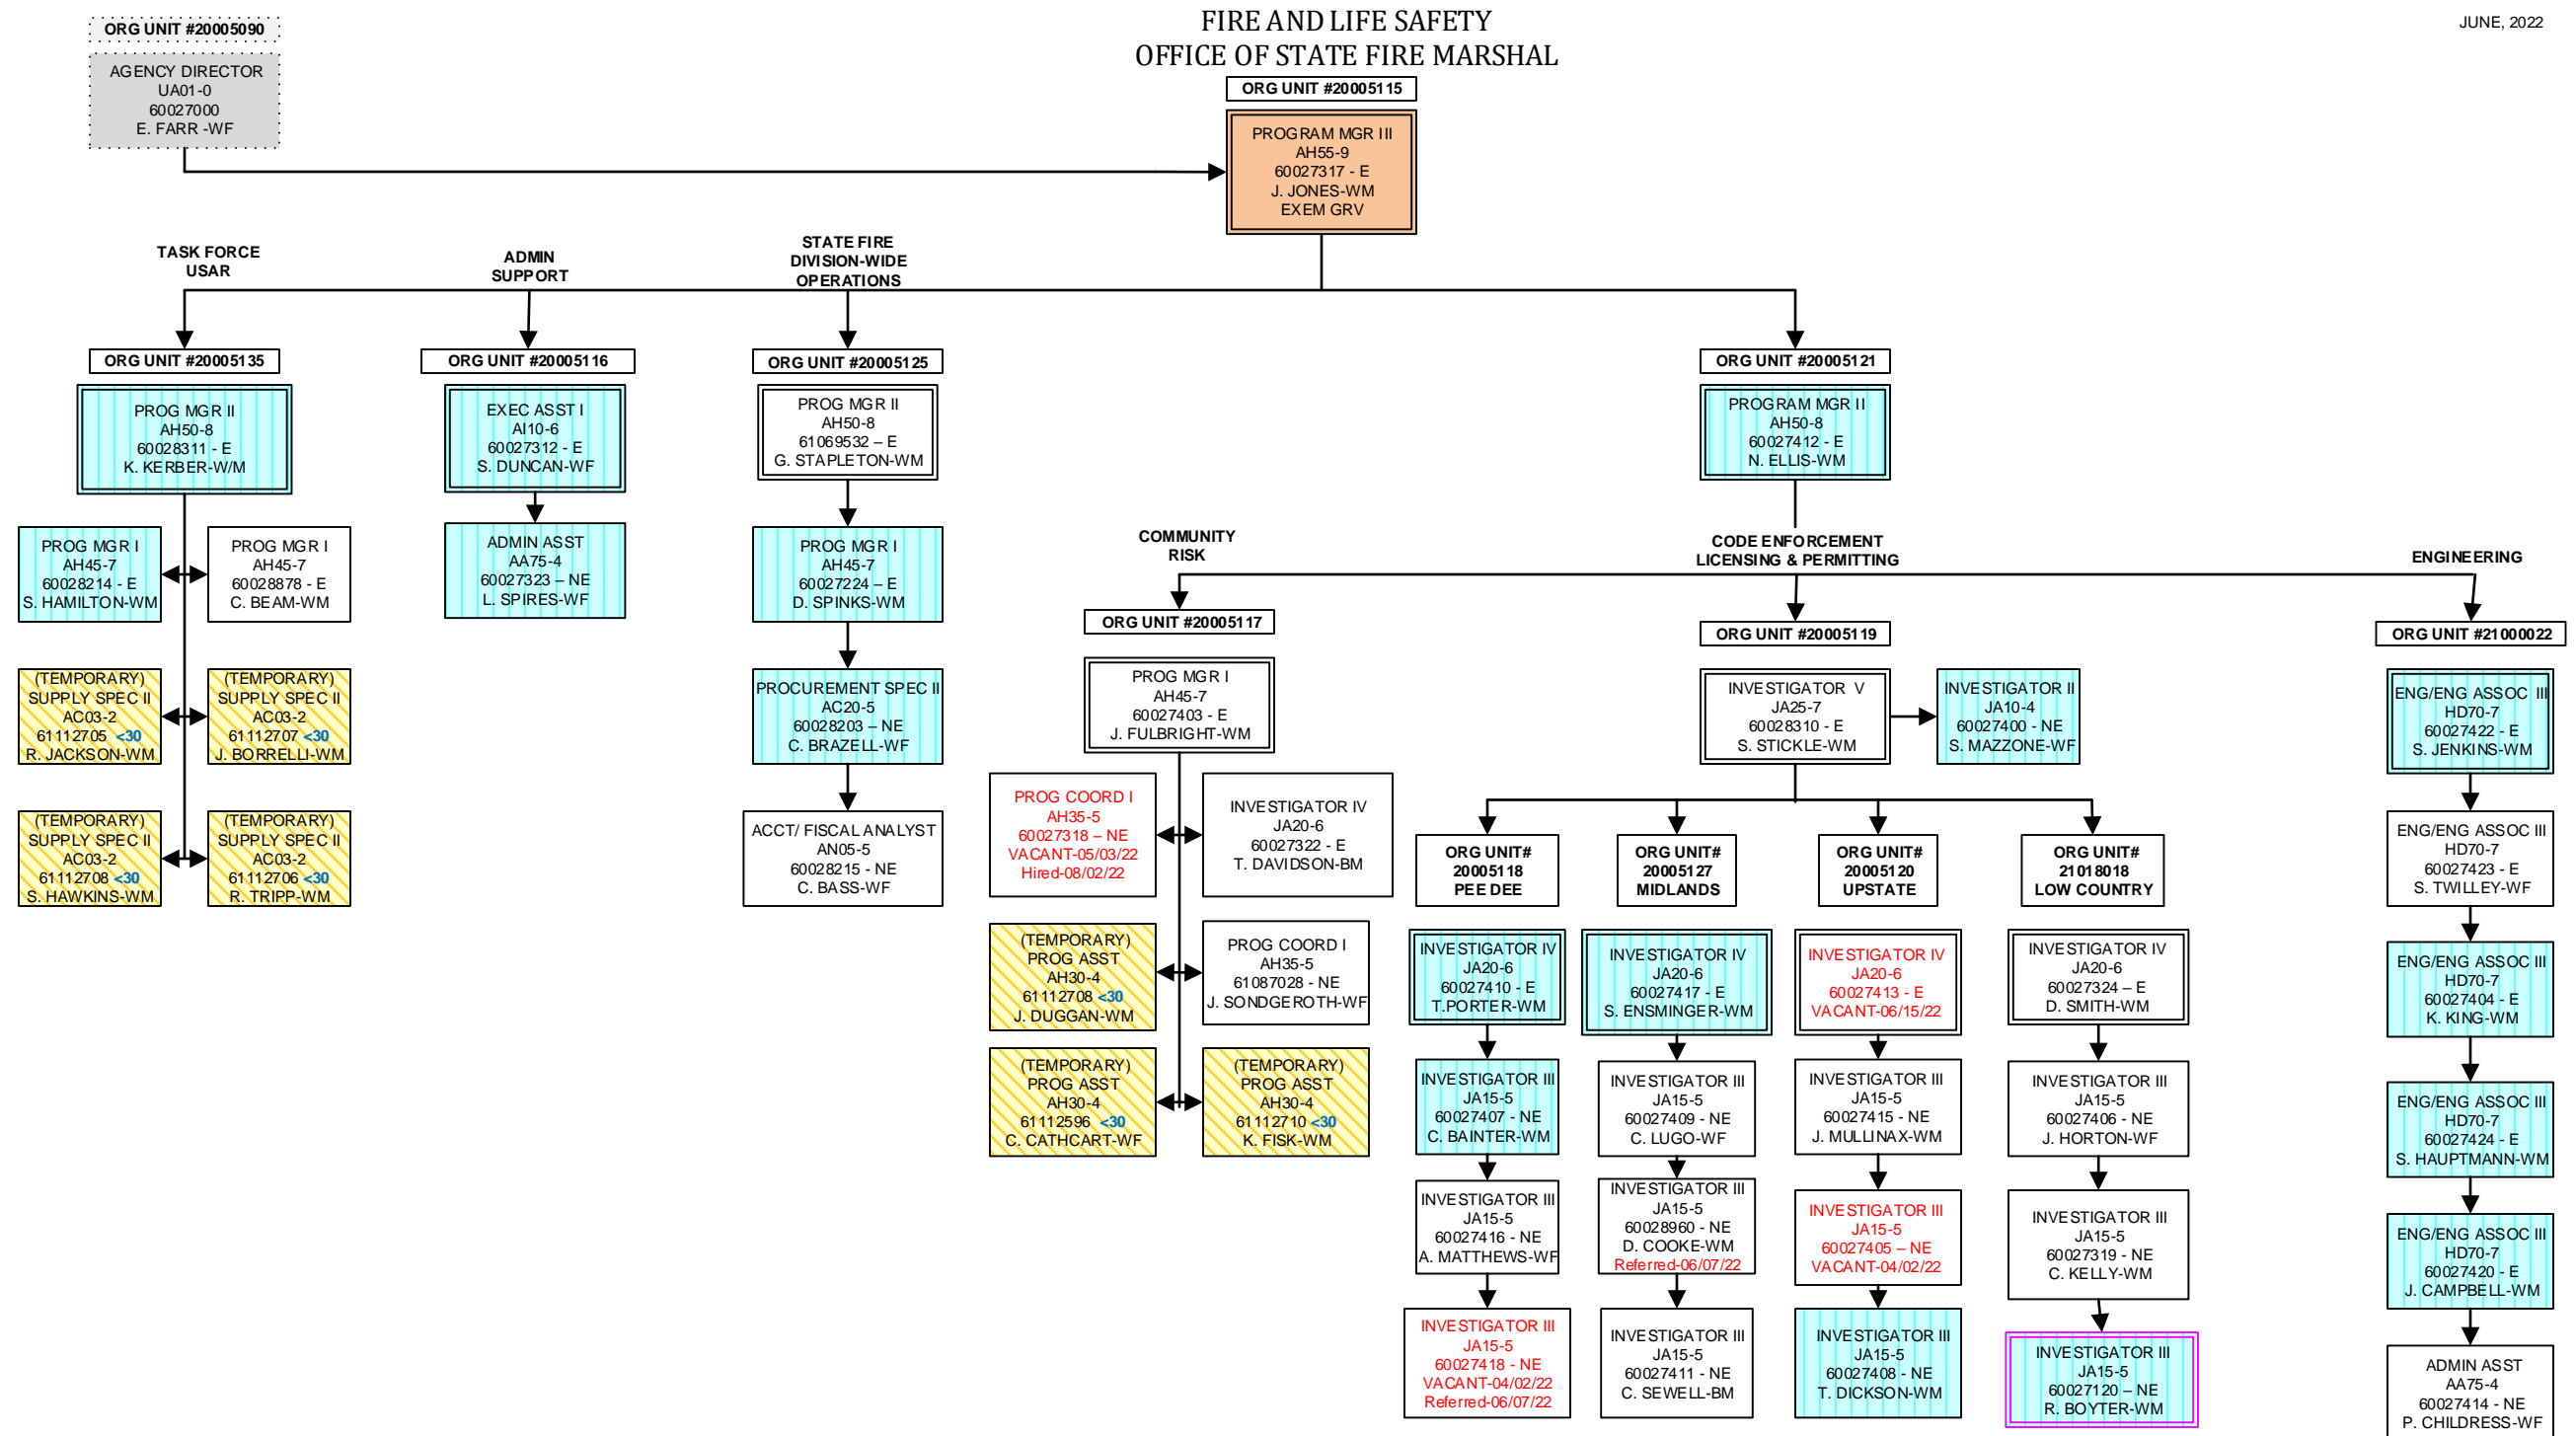 FIRE AND LIFE SAFETY
OFFICE OF STATE FIRE MARSHAL
JUNE, 2022
ORG UNIT #20005090
AGENCY DIRECTOR
UA01-0
60027000
E. FARR -WF
ORG UNIT #20005115
PROGRAM MGR III
AH55-9
60027317 - E
J. JONES-WM
EXEM GRV
TASK FORCE
USAR
ADMIN
SUPPORT
STATE FIRE
DIVISION-WIDE
OPERATIONS
ORG UNIT #20005135
PROG MGR II
AH50-8
60028311 - E
K. KERBER-W/M
PROG MGR I
AH45-7
60028214 - E
S. HAMILTON-WM
PROG MGR I
AH45-7
60028878 - E
C. BEAM-WM
(TEMPORARY)
SUPPLY SPEC II
AC03-2
61112705 <30
R. JACKSON-WM
(TEMPORARY)
SUPPLY SPEC II
AC03-2
61112707 <30
J. BORRELLI-WM
(TEMPORARY)
SUPPLY SPEC II
AC03-2
61112708 <30
S. HAWKINS-WM
(TEMPORARY)
SUPPLY SPEC II
AC03-2
61112706 <30
R. TRIPP-WM
ORG UNIT #20005116
EXEC ASST I
AI10-6
60027312 - E
S. DUNCAN-WF
ADMIN ASST
AA75-4
60027323 – NE
L. SPIRES-WF
ORG UNIT #20005125
PROG MGR II
AH50-8
61069532 – E
G. STAPLETON-WM
PROG MGR I
AH45-7
60027224 – E
D. SPINKS-WM
PROCUREMENT SPEC II
AC20-5
60028203 – NE
C. BRAZELL-WF
ACCT/ FISCAL ANALYST
AN05-5
60028215 - NE
C. BASS-WF
ORG UNIT #20005121
PROGRAM MGR II
AH50-8
60027412 - E
N. ELLIS-WM
COMMUNITY
RISK
CODE ENFORCEMENT
LICENSING & PERMITTING
ENGINEERING
ORG UNIT #20005117
PROG MGR I
AH45-7
60027403 - E
J. FULBRIGHT-WM
PROG COORD I
AH35-5
60027318 – NE
VACANT-05/03/22
Hired-08/02/22
INVESTIGATOR IV
JA20-6
60027322 - E
T. DAVIDSON-BM
(TEMPORARY)
PROG ASST
AH30-4
61112708 <30
J. DUGGAN-WM
PROG COORD I
AH35-5
61087028 - NE
J. SONDGEROTH-WF
(TEMPORARY)
PROG ASST
AH30-4
61112596 <30
C. CATHCART-WF
(TEMPORARY)
PROG ASST
AH30-4
61112710 <30
K. FISK-WM
ORG UNIT #20005119
INVESTIGATOR V
JA25-7
60028310 - E
S. STICKLE-WM
INVESTIGATOR II
JA10-4
60027400 - NE
S. MAZZONE-WF
ORG UNIT#
20005118
PEE DEE
INVESTIGATOR IV
JA20-6
60027410 – E
T.PORTER-WM
INVESTIGATOR III
JA15-5
60027407 - NE
C. BAINTER-WM
INVESTIGATOR III
JA15-5
60027416 - NE
A. MATTHEWS-WF
INVESTIGATOR III
JA15-5
60027418 - NE
VACANT-04/02/22
Referred-06/07/22
ORG UNIT#
20005127
MIDLANDS
INVESTIGATOR IV
JA20-6
60027417 - E
S. ENSMINGER-WM
INVESTIGATOR III
JA15-5
60027409 - NE
C. LUGO-WF
INVESTIGATOR III
JA15-5
60028960 - NE
D. COOKE-WM
Referred-06/07/22
INVESTIGATOR III
JA15-5
60027411 - NE
C. SEWELL-BM
ORG UNIT#
20005120
UPSTATE
INVESTIGATOR IV
JA20-6
60027413 - E
VACANT-06/15/22
INVESTIGATOR III
JA15-5
60027415 - NE
J. MULLINAX-WM
INVESTIGATOR III
JA15-5
60027405 – NE
VACANT-04/02/22
INVESTIGATOR III
JA15-5
60027408 - NE
T. DICKSON-WM
ORG UNIT#
21018018
LOW COUNTRY
INVESTIGATOR IV
JA20-6
60027324 – E
D. SMITH-WM
INVESTIGATOR III
JA15-5
60027406 - NE
J. HORTON-WF
INVESTIGATOR III
JA15-5
60027319 - NE
C. KELLY-WM
INVESTIGATOR III
JA15-5
60027120 – NE
R. BOYTER-WM
ORG UNIT #21000022
ENG/ENG ASSOC III
HD70-7
60027422 - E
S. JENKINS-WM
ENG/ENG ASSOC III
HD70-7
60027423 - E
S. TWILLEY-WF
ENG/ENG ASSOC III
HD70-7
60027404 - E
K. KING-WM
ENG/ENG ASSOC III
HD70-7
60027424 - E
S. HAUPTMANN-WM
ENG/ENG ASSOC III
HD70-7
60027420 - E
J. CAMPBELL-WM
ADMIN ASST
AA75-4
60027414 - NE
P. CHILDRESS-WF